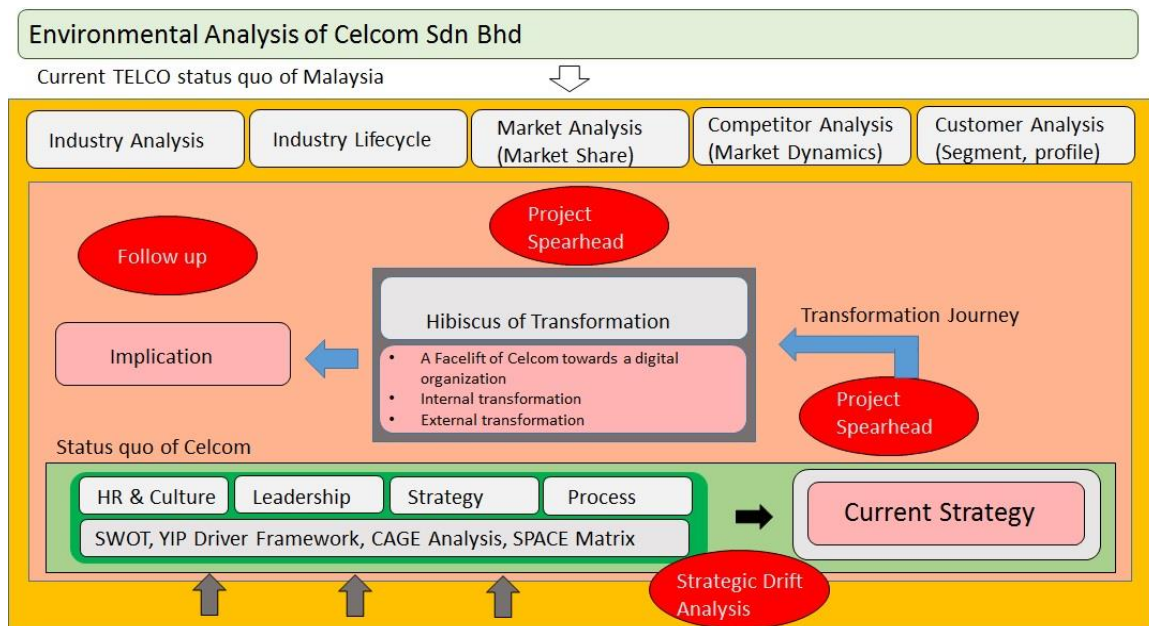 Environmental Analysis of Celcom Sdn Bhd
Current TELCO status quo of Malaysia
Industry Analysis
Industry Lifecycle
Market Analysis
(Market Share)
Competitor Analysis
(Market Dynamics)
Customer Analysis
(Segment, profile)
Project
Spearhead
Follow up
Hibiscus of Transformation
Transformation Journey
Implication
• A Facelift of Celcom towards a digital
organization
• Internal transformation
• External transformation
Project
Spearhead
Status quo of Celcom
HR & Culture
Leadership
Strategy
Process
SWOT, YIP Driver Framework, CAGE Analysis, SPACE Matrix
Current Strategy
Strategic Drift
Analysis